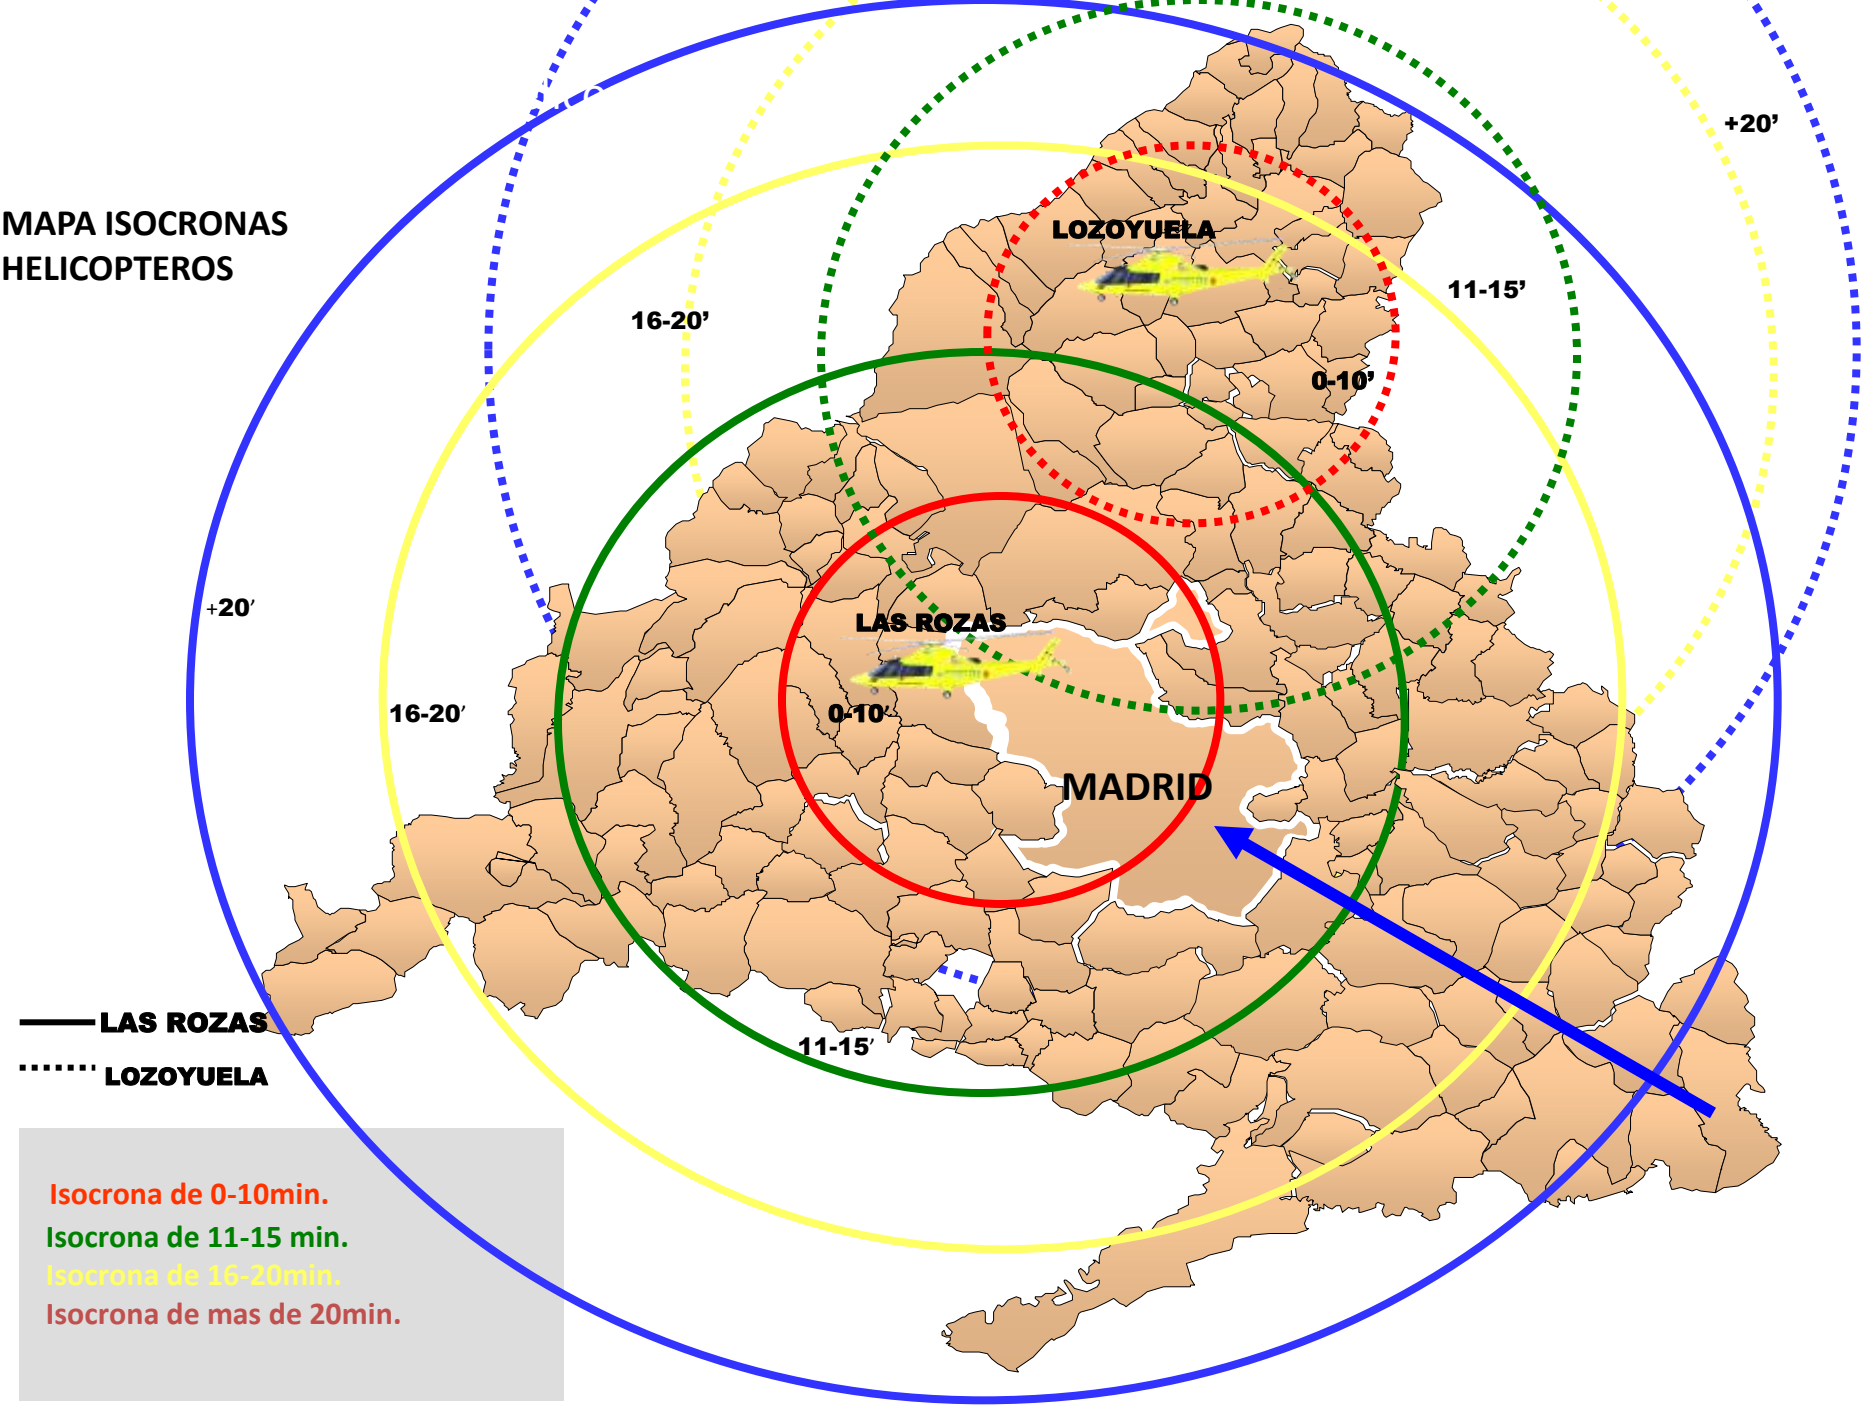 +20’
MAPA ISOCRONAS
HELICOPTEROS
LOZOYUELA
11-15’
16-20’
0-10’
+20’
LAS ROZAS
16-20’
0-10’
MADRID
LAS ROZAS
11-15’
LOZOYUELA
Isocrona de 0-10min.
Isocrona de 11-15 min.
Isocrona de 16-20min.
Isocrona de mas de 20min.